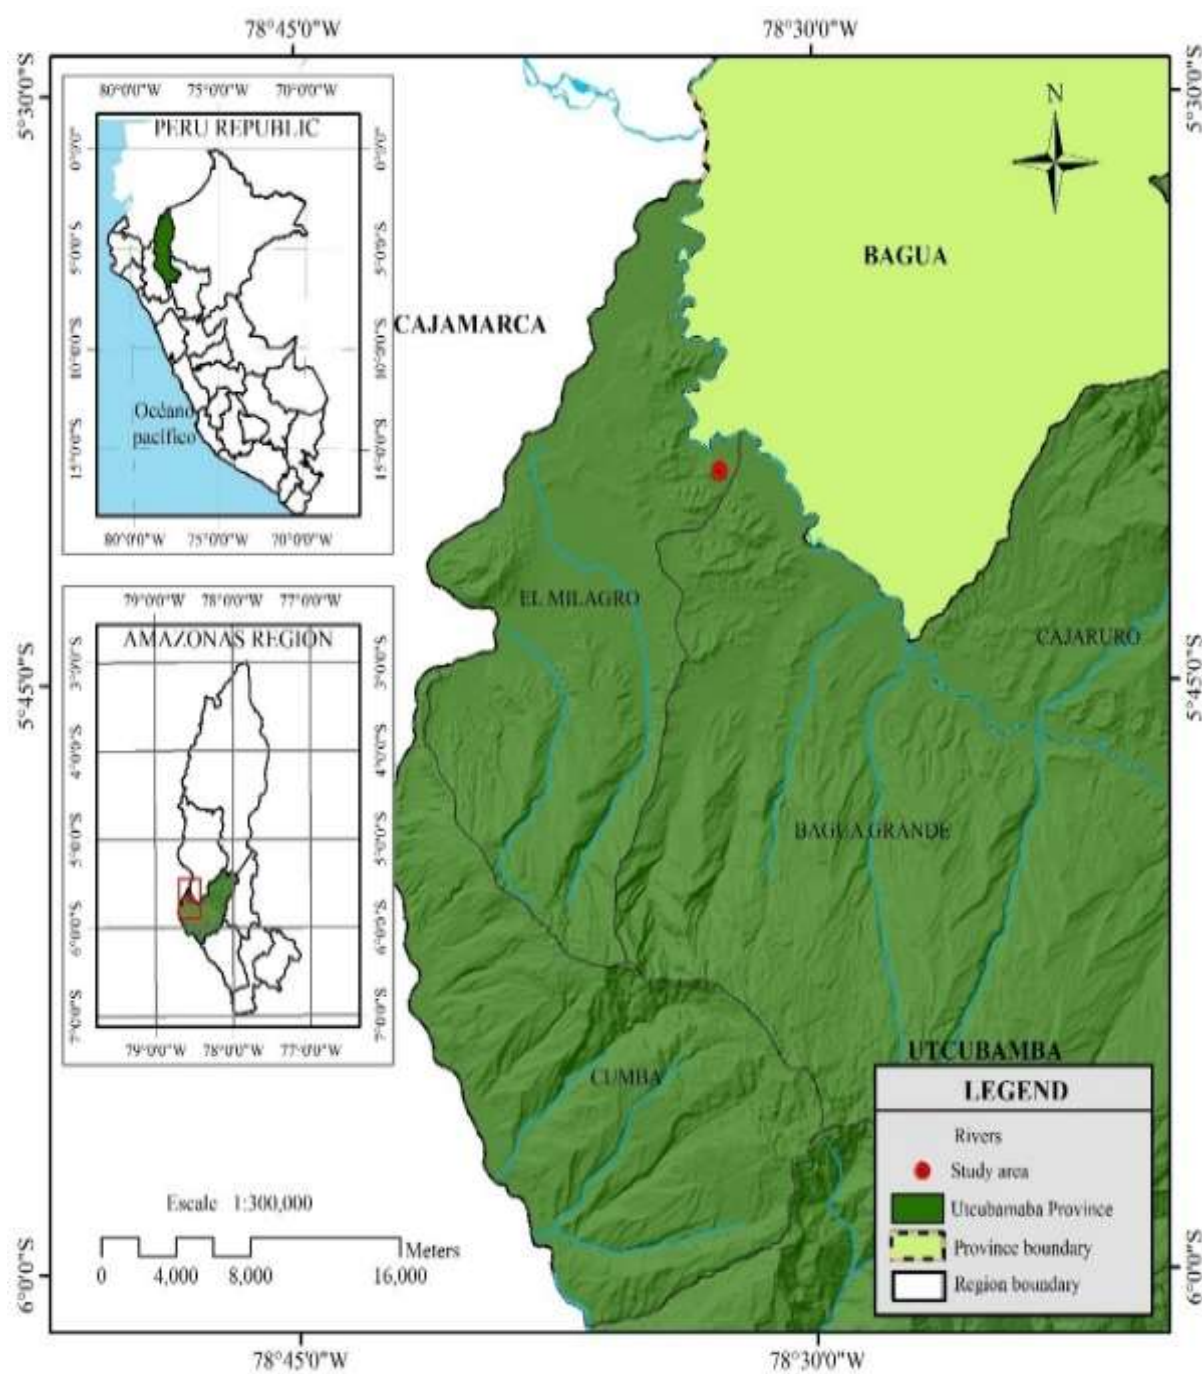 78°45'0"W 78°30'0"W
5°30'0"S
5°30'0"S
80°0'0"W 75°0'0"W 70°0'0"W
PERU REPUBLIC
0°0'0"
0°0'0"
5°0'0"S
5°0'0"S
10°0'0"S
10°0'0"S
15°0'0"S
15°0'0"S
Océano
pacífico
80°0'0"W 75°0'0"W 70°0'0"W
N
BAGUA
CAJAMARCA
79°0'0"W 78°0'0"W 77°0'0"W
AMAZONAS REGION
3°0'0"S
3°0'0"S
4°0'0"S
4°0'0"S
5°0'0"S
5°0'0"S
6°0'0"S
6°0'0"S
7°0'0"S
7°0'0"S
79°0'0"W 78°0'0"W 77°0'0"W
EL MILAGRO
CAJARURO
5°45'0"S
5°45'0"S
BAGUA GRANDE
UTCUBAMBA
CUMBA
LEGEND
Rivers
Study area
Utcubamaba Province
Province boundary
Region boundary
Escale 1:300,000
Meters
0 4,000 8,000 16,000
6°0'0"S
6°0'0"S
78°45'0"W 78°30'0"W